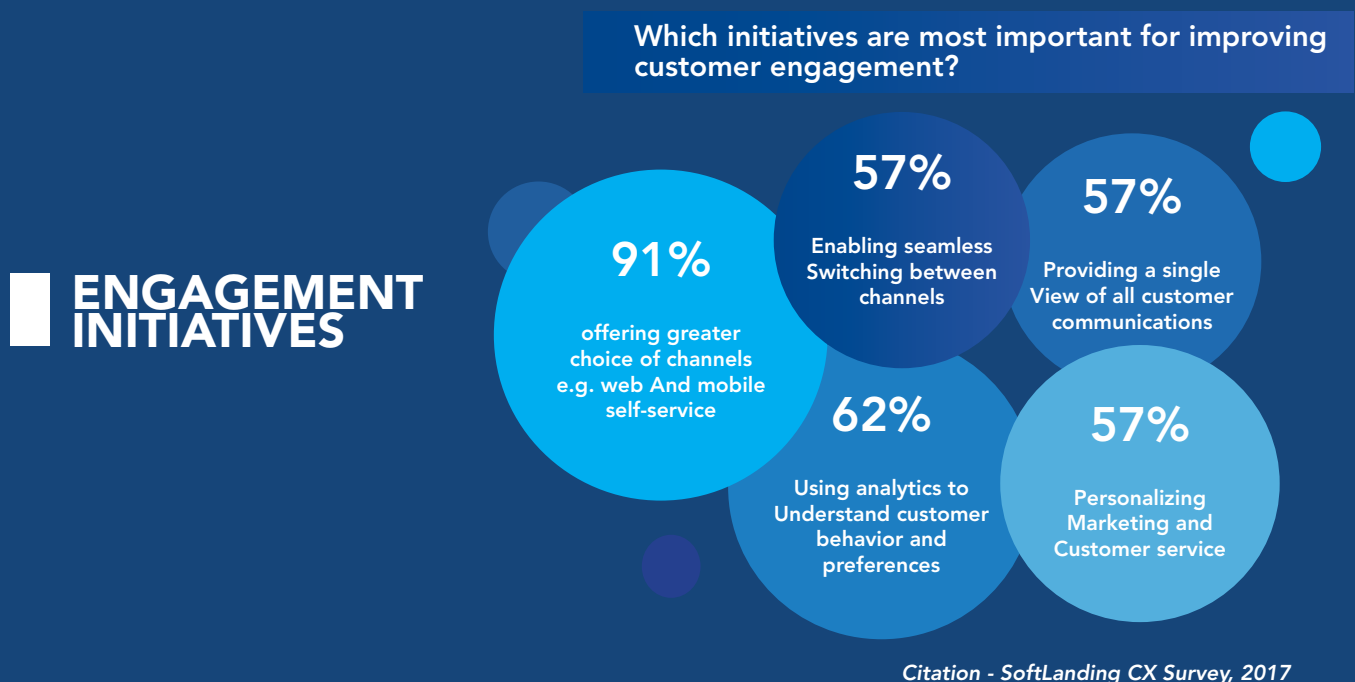 Which initiatives are most important for improving
customer engagement?
ENGAGEMENT
INITIATIVES
91%
offering greater
choice of channels
e.g. web And mobile
self-service
57%
Enabling seamless
Switching between
channels
57%
Providing a single
View of all customer
communications
62%
Using analytics to
Understand customer
behavior and
preferences
57%
Personalizing
Marketing and
Customer service
Citation - SoftLanding CX Survey, 2017